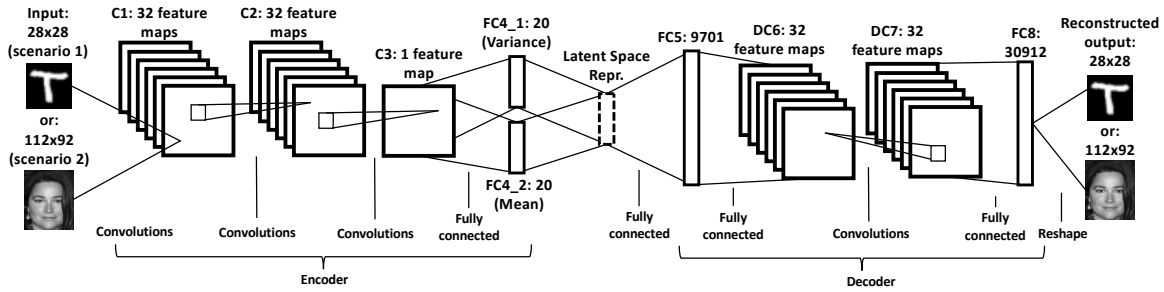 Input:
28x28
(scenario 1)
or:
112x92
(scenario 2)
C1: 32 feature
maps
C2: 32 feature
maps
C3: 1 feature
map
FC4_1: 20
(Variance)
FC4_2: 20
(Mean)
Latent Space
Repr.
FC5: 9701
DC6: 32
feature maps
DC7: 32
feature maps
FC8:
30912
Reconstructed
output:
28x28
or:
112x92
Convolutions
Convolutions
Convolutions
Fully
connected
Fully
connected
Fully
connected
Convolutions
Fully
connected
Reshape
Encoder
Decoder
T
T